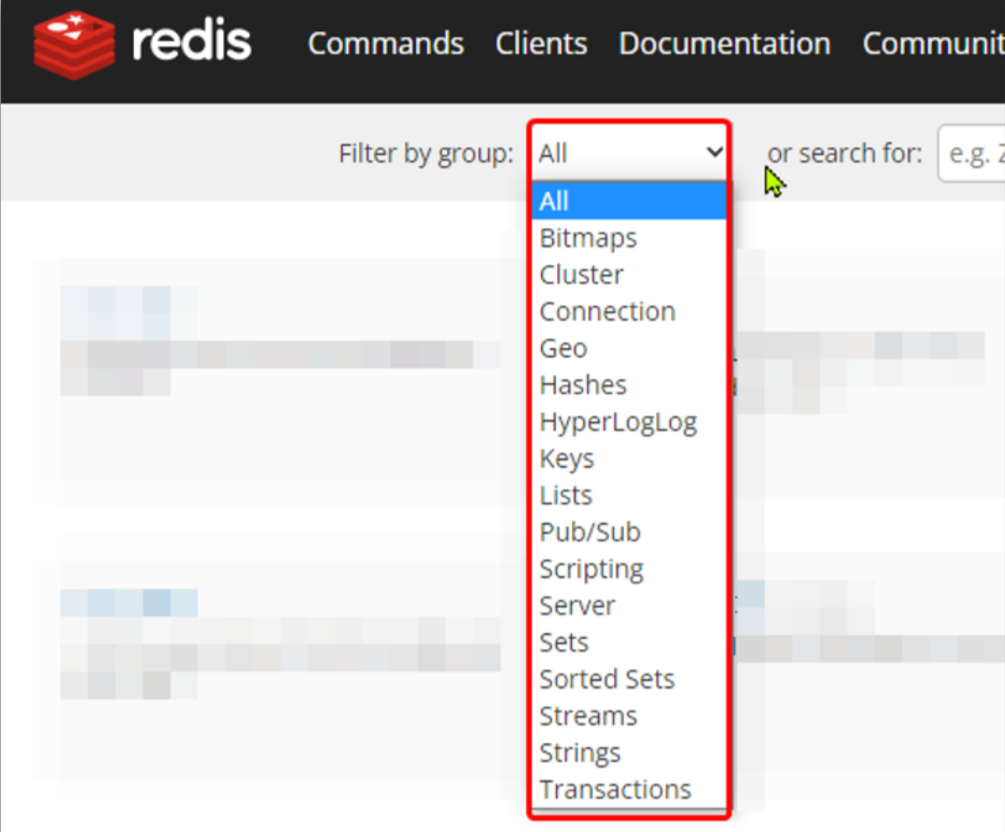 redis Commands Clients Documentation Communit
Filter by group: All or search for: e.g. Z
All
Bitmaps
Cluster
Connection
Geo
Hashes
HyperLogLog
Keys
Lists
Pub/Sub
Scripting
Server
Sets
Sorted Sets
Streams
Strings
Transactions